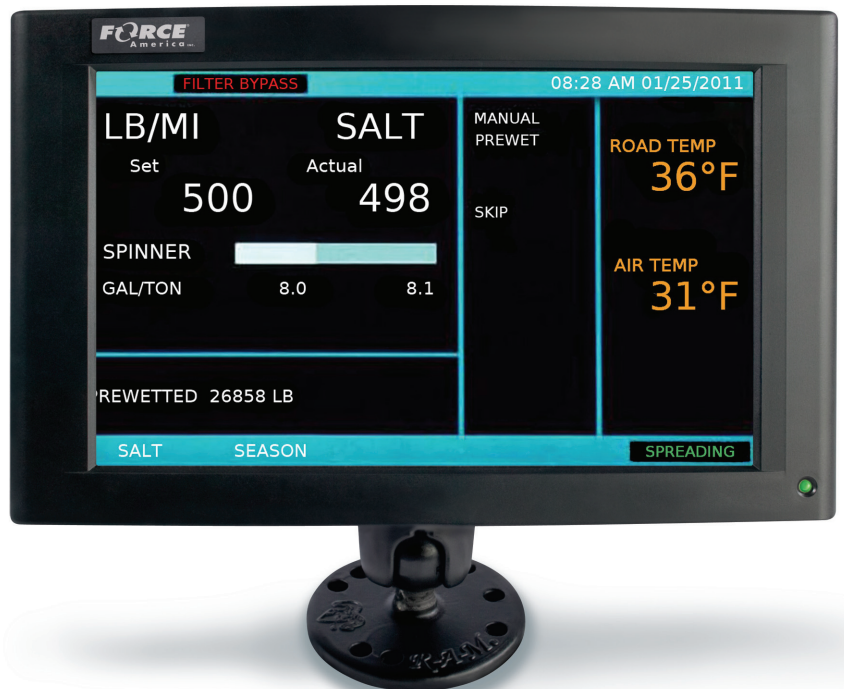 FORCE
America INC.
FILTER BYPASS 08:28 AM 01/25/2011
LB/MI SALT
Set Actual
500 498
SPINNER
GAL/TON 8.0 8.1
REWETTED 26858 LB
MANUAL
PREWET
SKIP
ROAD TEMP
36°F
AIR TEMP
31°F
SALT SEASON SPREADING
R-A-M